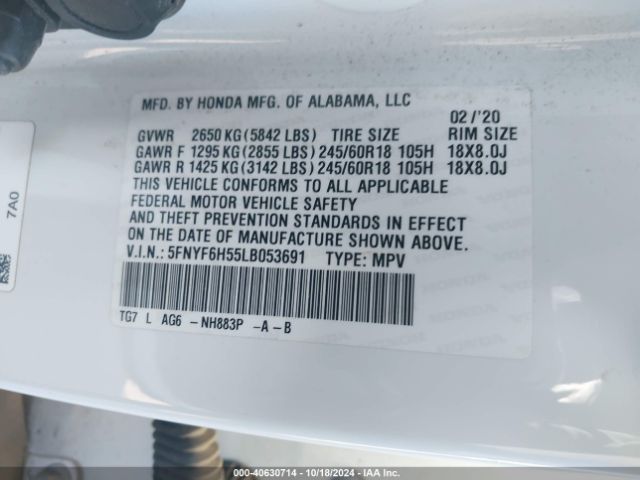 MFD. BY HONDA MFG. OF ALABAMA, LLC
02/'20
GVWR 2650 KG (5842 LBS) TIRE SIZE RIM SIZE
GAWR F 1295 KG (2855 LBS) 245/60R18 105H 18X8.0J
GAWR R 1425 KG (3142 LBS) 245/60R18 105H 18X8.0J
THIS VEHICLE CONFORMS TO ALL APPLICABLE
FEDERAL MOTOR VEHICLE SAFETY
AND THEFT PREVENTION STANDARDS IN EFFECT
ON THE DATE OF MANUFACTURE SHOWN ABOVE.
V.I.N.: 5FNYF6H55LB053691 TYPE: MPV
TG7 L AG6 -NH883P -A-B
7A0
000-40630714 - 10/18/2024 - IAA Inc.